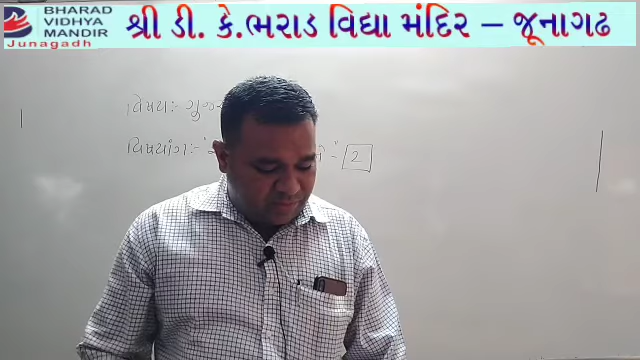 BHARAD
VIDHYA
MANDIR
Junagadh
શ્રી ડી. કે.ભરાડ વિદ્યા મંદિર – જૂનાગઢ
વિષય:- ગુજ
વિષયાંગ:-
2